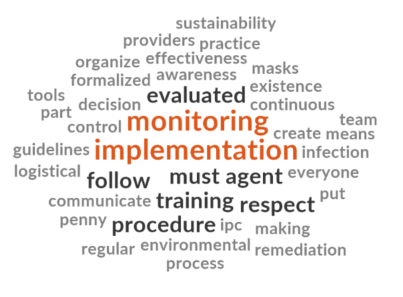 sustainability
providers practice
organize effectiveness masks
formalized awareness existence
tools decision evaluated continuous
part control monitoring team
create means
guidelines implementation infection
logistical follow must agent everyone
communicate training respect put
penny procedure ipc making
regular environmental remediation
process